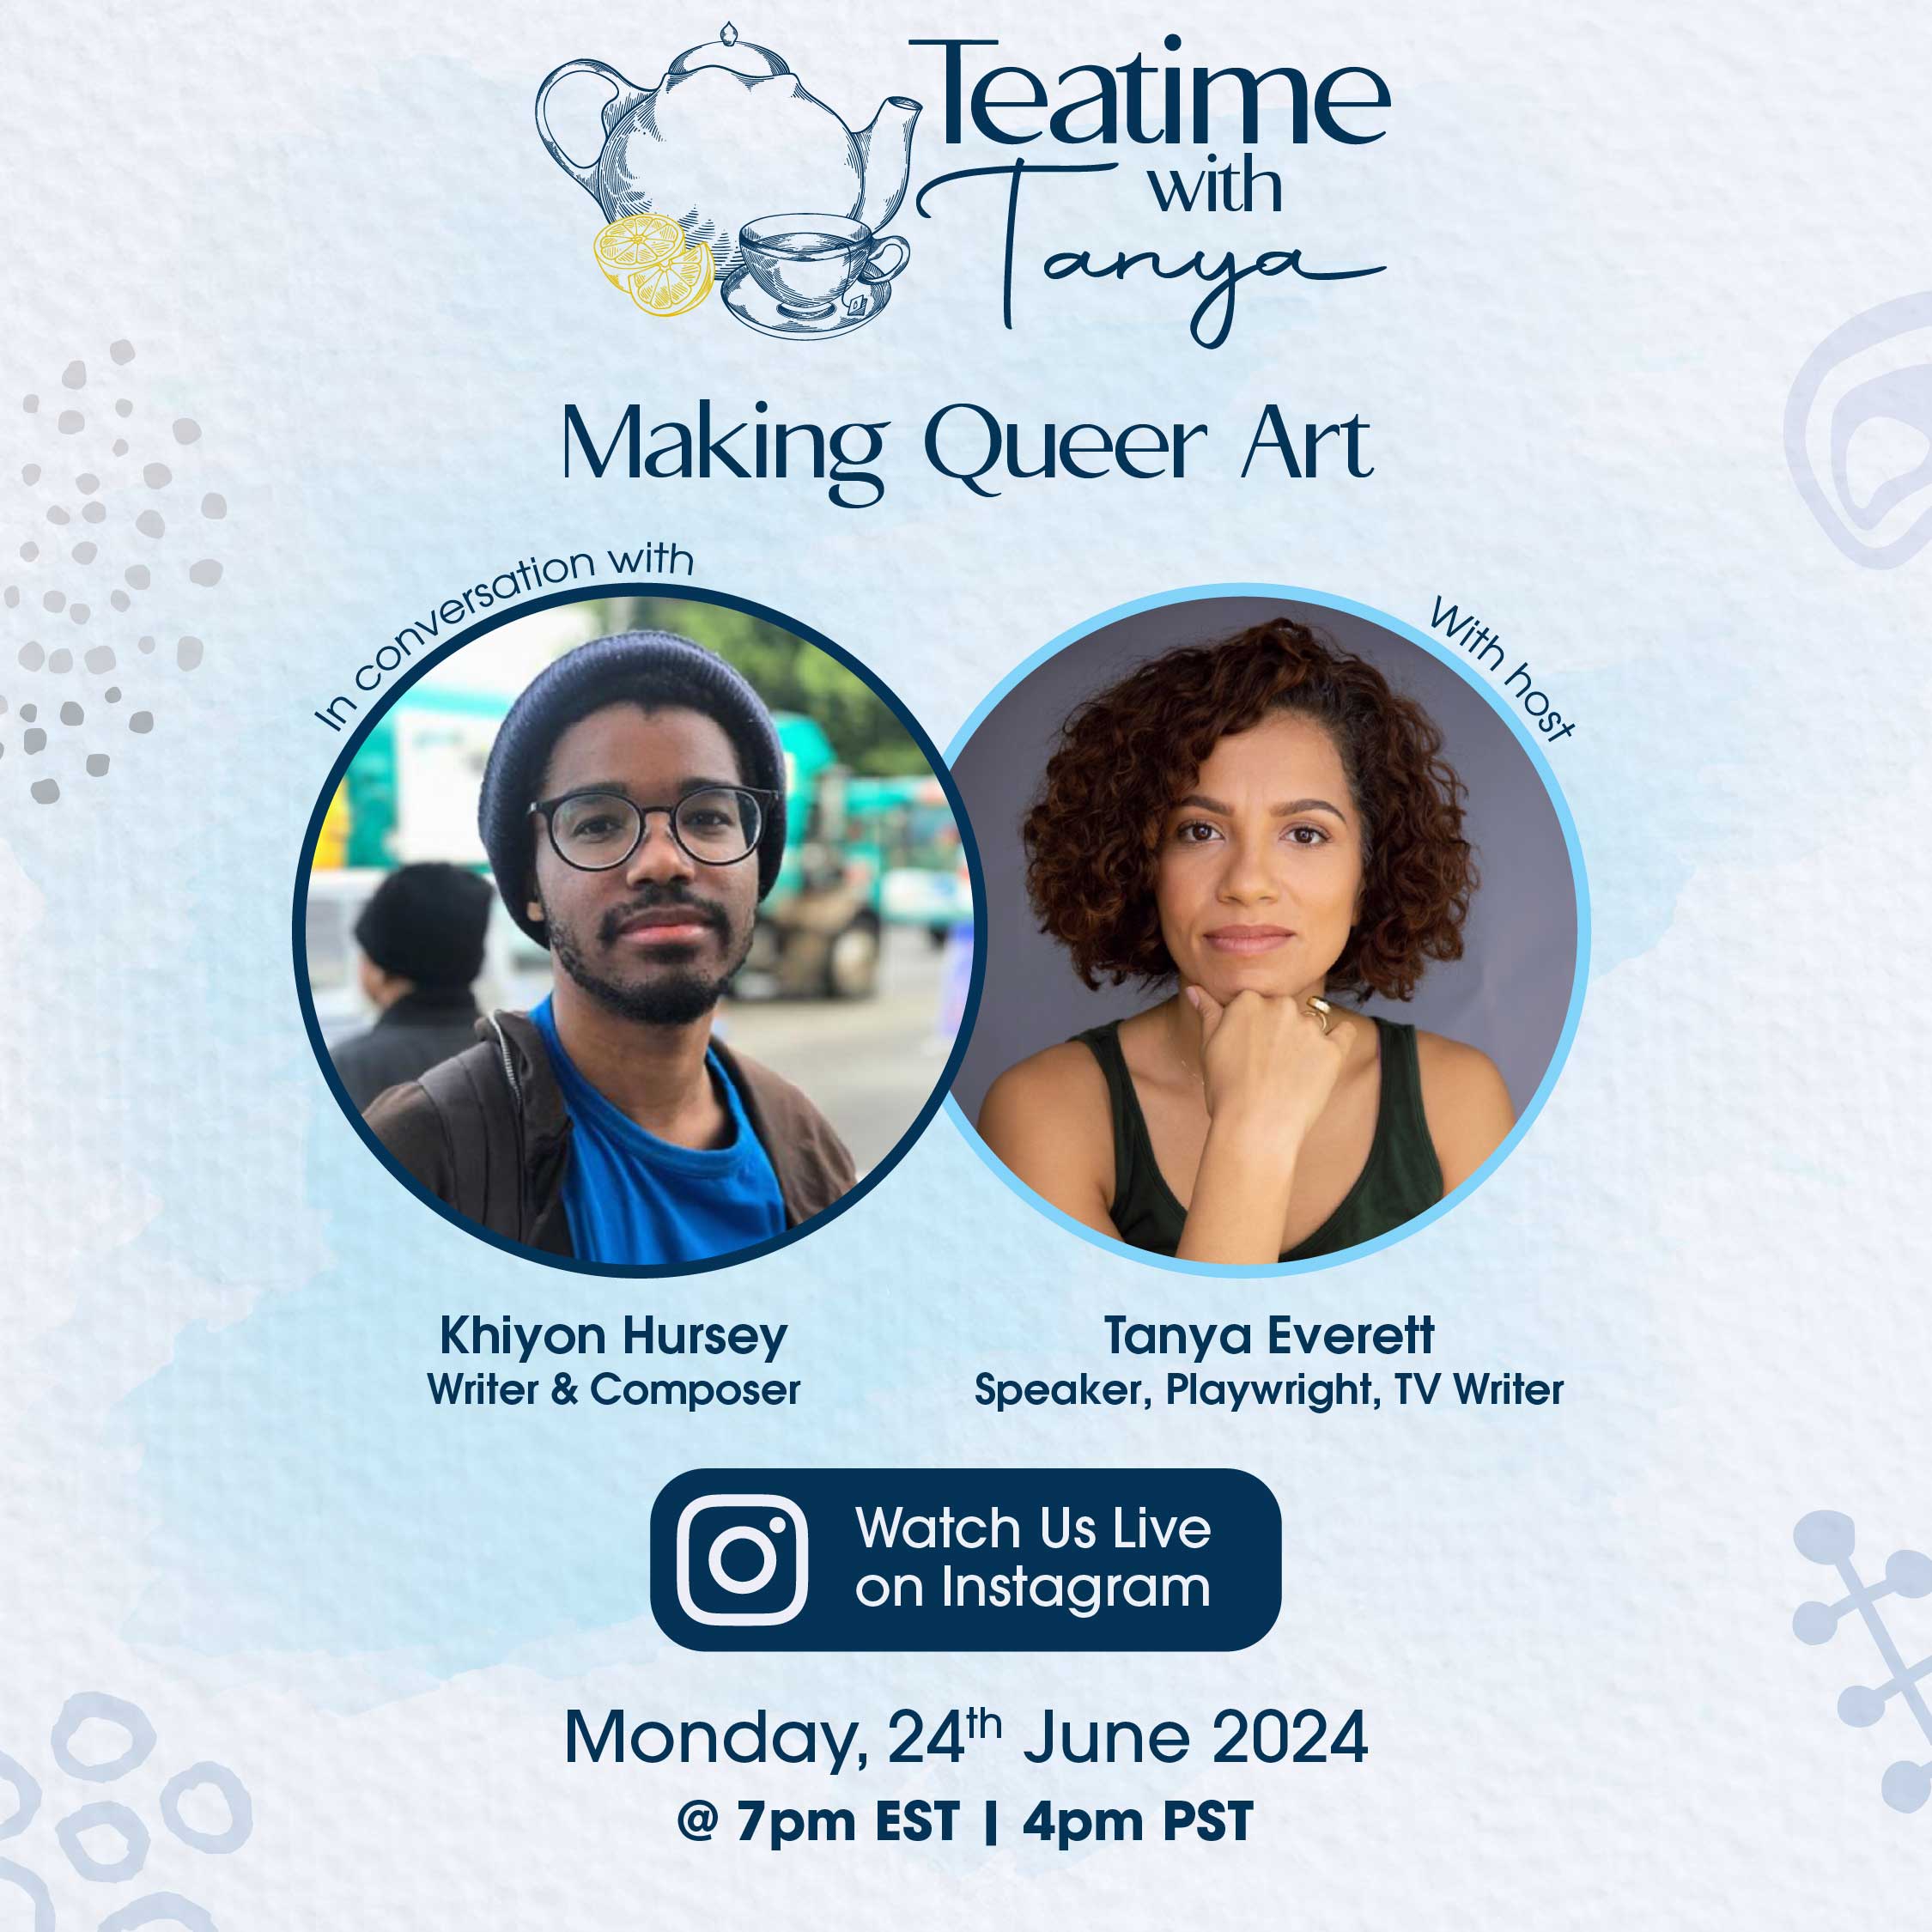 Teatime
with
Tanya
Making Queer Art
In conversation with
With host
Khiyon Hursey
Writer & Composer
Tanya Everett
Speaker, Playwright, TV Writer
Watch Us Live
on Instagram
Monday, 24th June 2024
@ 7pm EST | 4pm PST